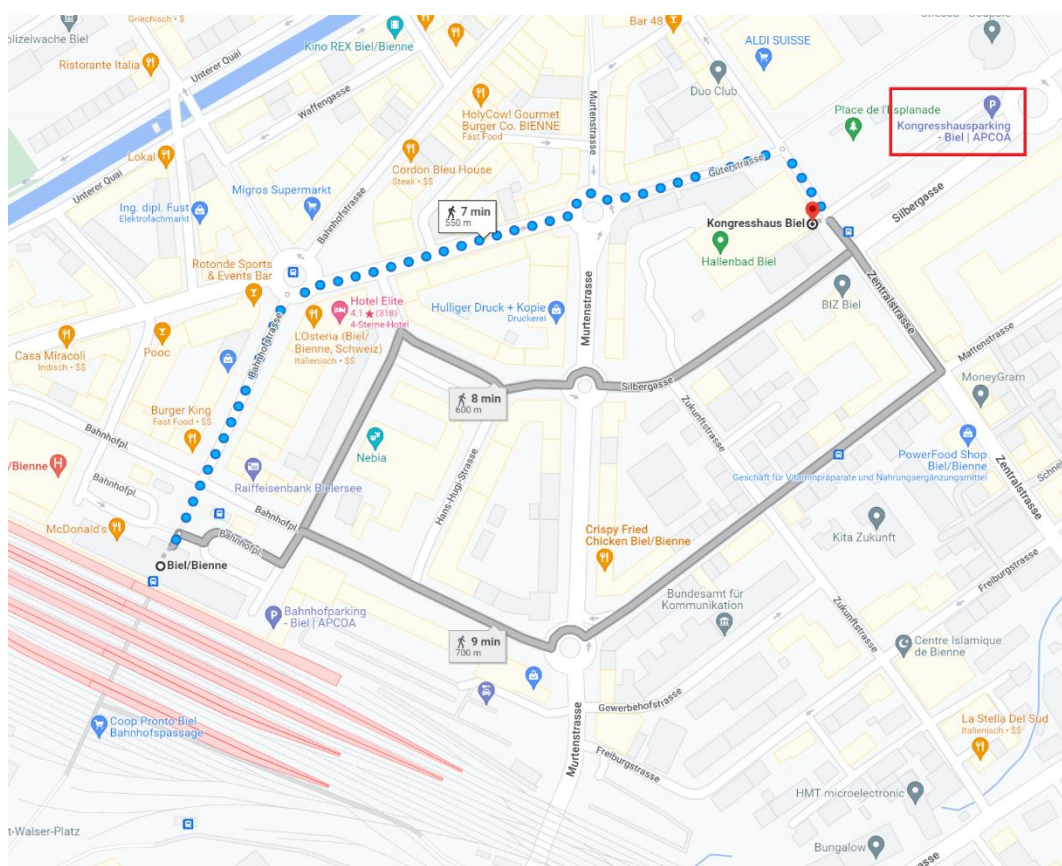 Griechisch • $$
olizeiwache Biel
Ristorante Italia
Unterer Quai
Kino REX Biel/Bienne
Bar 48
ALDI SUISSE
Duo Club
Unterer Quai
Waffengasse
Murtenstrasse
HolyCow! Gourmet
Burger Co. BIENNE
Fast Food
Place de l'Esplanade
Kongresshausparking
- Biel | APCOA
Lokal
Cordon Bleu House
Steak • $$
Unterer Quai
Migros Supermarkt
Bahnhofstrasse
Güterstrasse
Ing. dipl. Fust
Elektrofachmarkt
7 min
550 m
Kongresshaus Biel
Silbergasse
Hallenbad Biel
Rotonde Sports
& Events Bar
Hotel Elite
4.1 ★ (318)
4-Sterne-Hotel
Hulliger Druck + Kopie
Druckerei
BIZ Biel
Zentralstrasse
L'Osteria (Biel/
Bienne, Schweiz)
Italienisch • $$
Bahnhofstrasse
Murtenstrasse
Mattenstrasse
Casa Miracoli
Indisch • $$
Pooc
8 min
600 m
Silbergasse
MoneyGram
Burger King
Fast Food • $$
Zukunftstrasse
Bahnhofpl.
Nebia
PowerFood Shop
Biel/Bienne
Geschäft für Vitaminpräparate und Nahrungsergänzungsmittel
Zentralstrasse
Schne
/Bienne
Bahnhofpl.
Raiffeisenbank Bielersee
Bahnhofpl.
Hans-Hugi-Strasse
McDonald's
Bahnhofpl.
Crispy Fried
Chicken Biel/Bienne
Kita Zukunft
Biel/Bienne
Bundesamt für
Kommunikation
Freiburgstrasse
Bahnhofparking
- Biel | APCOA
Zukunftstrasse
9 min
700 m
Centre Islamique
de Bienne
Gewerbehofstrasse
Coop Pronto Biel
Bahnhofspassage
La Stella Del Sud
Italienisch • $$
Murtenstrasse
Freiburgstrasse
HMT microelectronic
t-Walser-Platz
Bungalow
sse